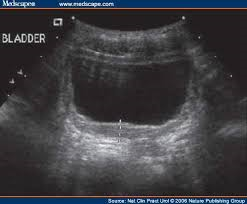 Medscape®
www.medscape.com
BLADDER
Source: Nat Clin Pract Urol © 2006 Nature Publishing Group